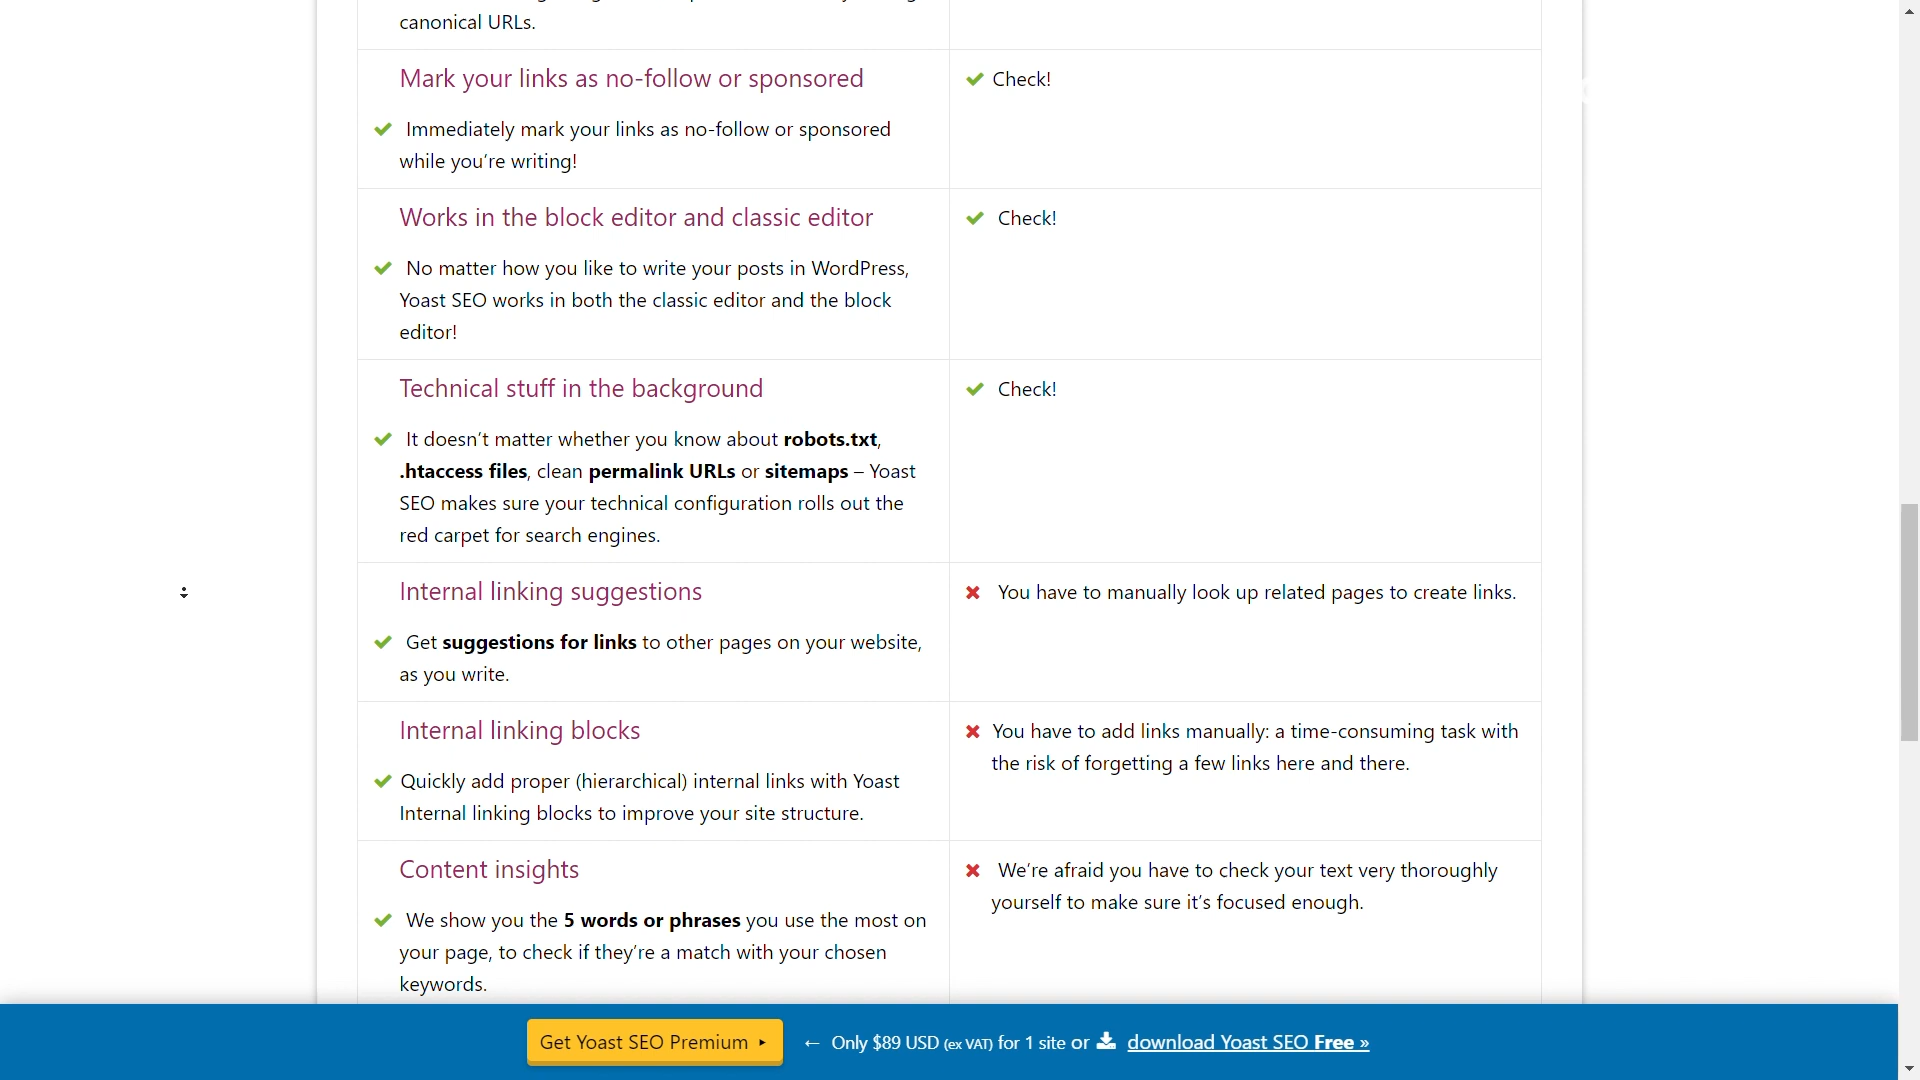 canonical URLs.
Mark your links as no-follow or sponsored
Check!
Immediately mark your links as no-follow or sponsored
while you're writing!
Works in the block editor and classic editor
Check!
No matter how you like to write your posts in WordPress,
Yoast SEO works in both the classic editor and the block
editor!
Technical stuff in the background
Check!
It doesn't matter whether you know about robots.txt,
.htaccess files, clean permalink URLs or sitemaps – Yoast
SEO makes sure your technical configuration rolls out the
red carpet for search engines.
Internal linking suggestions
You have to manually look up related pages to create links.
Get suggestions for links to other pages on your website,
as you write.
Internal linking blocks
You have to add links manually: a time-consuming task with
the risk of forgetting a few links here and there.
Quickly add proper (hierarchical) internal links with Yoast
Internal linking blocks to improve your site structure.
Content insights
We're afraid you have to check your text very thoroughly
yourself to make sure it's focused enough.
We show you the 5 words or phrases you use the most on
your page, to check if they're a match with your chosen
keywords.
Get Yoast SEO Premium ▸ ← Only $89 USD (ex VAT) for 1 site or download Yoast SEO Free »